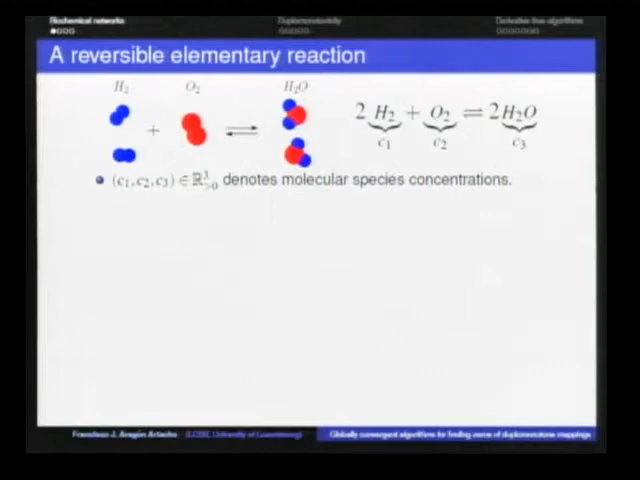 Biochemical networks Duplomonotonicity Derivative free algorithms
A reversible elementary reaction
H₂ O₂ H₂O
+ ⇌
2 H₂ + O₂ ⇌ 2H₂O
c₁ c₂ c₃
(c₁, c₂, c₃) ∈ ℝ³>0 denotes molecular species concentrations.
Francisco J. Aragón Artacho (LCSB, University of Luxembourg) Globally convergent algorithms for finding zeros of duplomonotone mappings